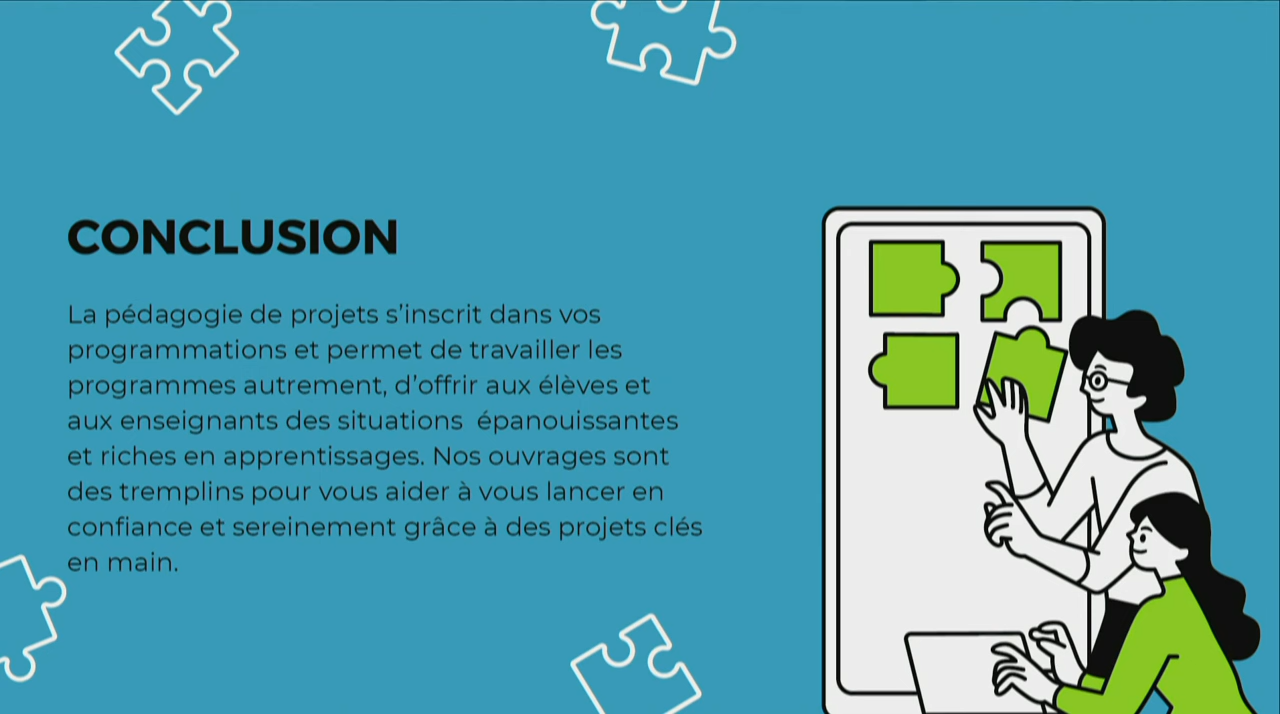 CONCLUSION
La pédagogie de projets s’inscrit dans vos
programmations et permet de travailler les
programmes autrement, d’offrir aux élèves et
aux enseignants des situations  épanouissantes
et riches en apprentissages. Nos ouvrages sont
des tremplins pour vous aider à vous lancer en
confiance et sereinement grâce à des projets clés
en main.